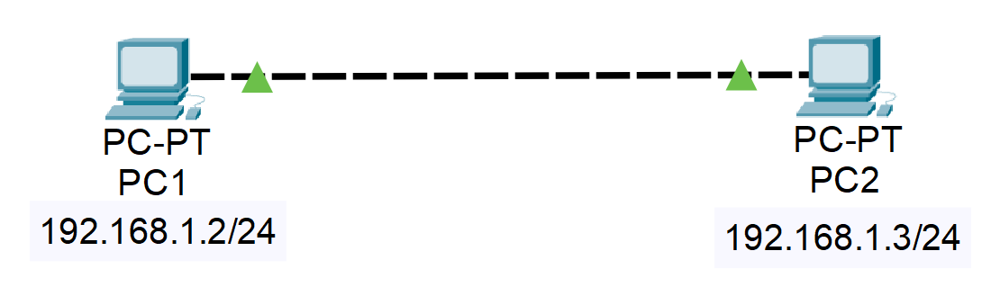 PC-PT
PC1
192.168.1.2/24
PC-PT
PC2
192.168.1.3/24